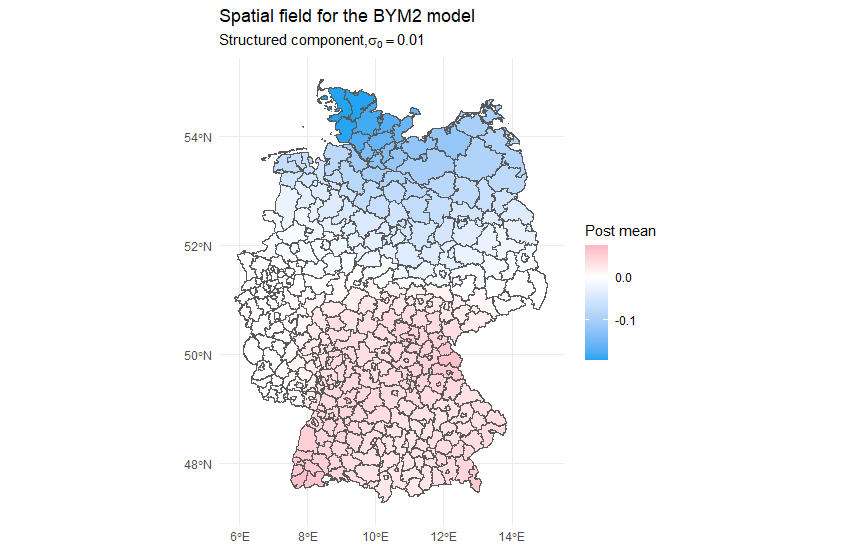 Spatial field for the BYM2 model
Structured component,σ₀ = 0.01
54°N
52°N
50°N
48°N
6°E 8°E 10°E 12°E 14°E
Post mean
0.0
-0.1